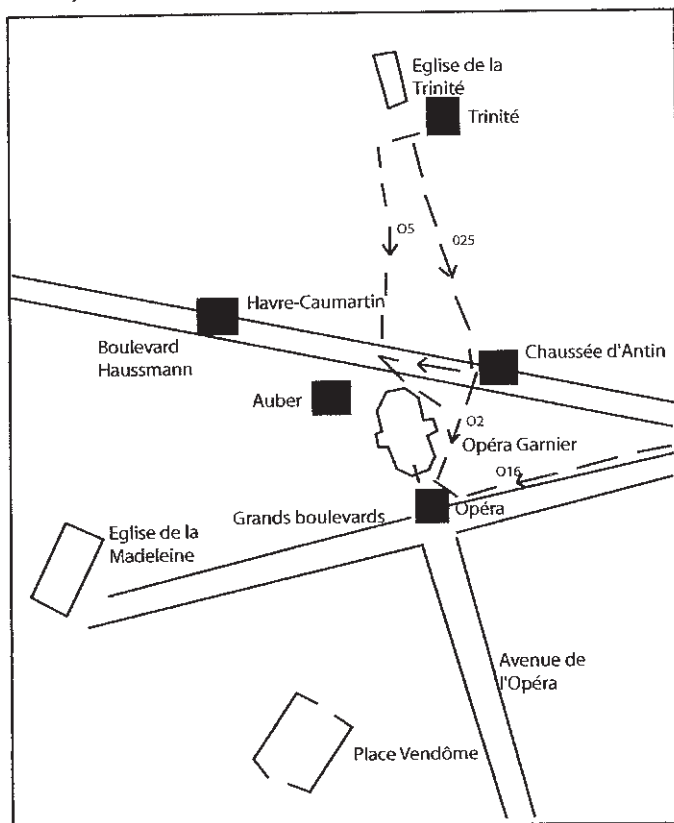 Eglise de la
Trinité
Trinité
O5
025
Havre-Caumartin
Boulevard
Haussmann
Chaussée d'Antin
Auber
O2
Opéra Garnier
O16
Opéra
Grands boulevards
Eglise de la
Madeleine
Avenue de
l'Opéra
Place Vendôme